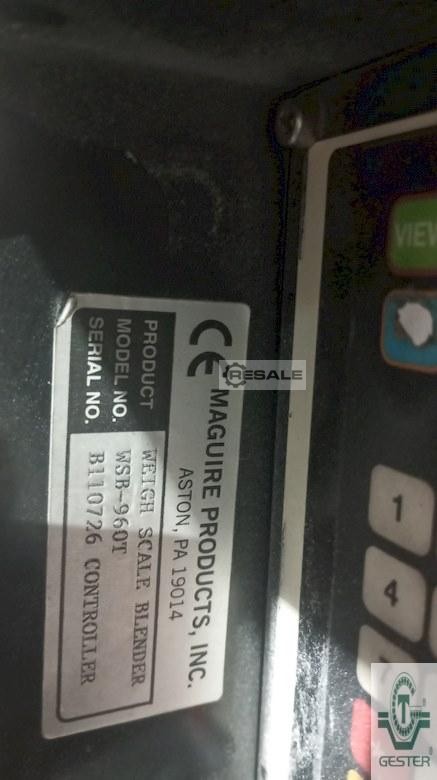 CE MAGUIRE PRODUCTS, INC.
ASTON, PA 19014
PRODUCT WEIGH SCALE BLENDER
MODEL NO. WSB-960T
SERIAL NO. B110726 CONTROLLER
RESALE
VIEW
1
4
GESTER